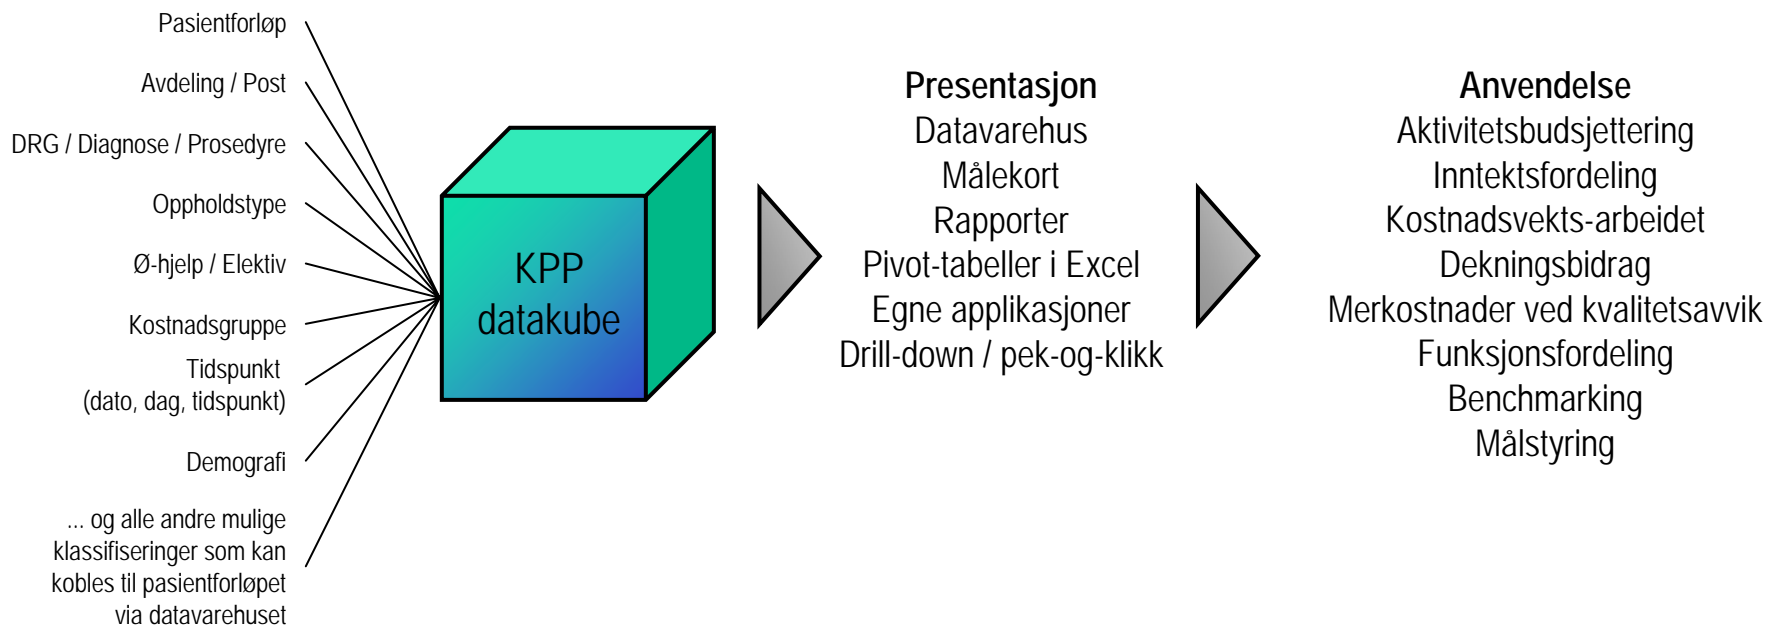 Pasientforløp
Avdeling / Post
DRG / Diagnose / Prosedyre
Oppholdstype
Ø-hjelp / Elektiv
Kostnadsgruppe
Tidspunkt
(dato, dag, tidspunkt)
Demografi
... og alle andre mulige
klassifiseringer som kan
kobles til pasientforløpet
via datavarehuset
KPP
datakube
Presentasjon
Datavarehus
Målekort
Rapporter
Pivot-tabeller i Excel
Egne applikasjoner
Drill-down / pek-og-klikk
Anvendelse
Aktivitetsbudsjettering
Inntektsfordeling
Kostnadsvekts-arbeidet
Dekningsbidrag
Merkostnader ved kvalitetsavvik
Funksjonsfordeling
Benchmarking
Målstyring